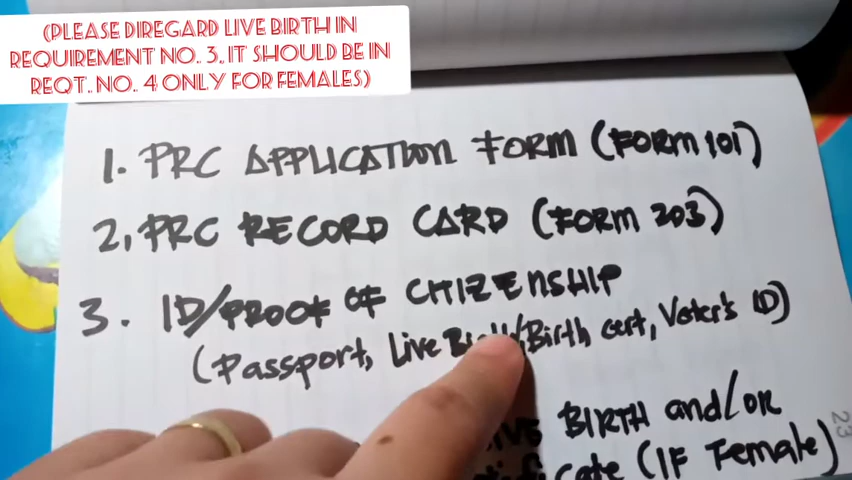 (PLEASE DIREGARD LIVE BIRTH IN
REQUIREMENT NO. 3, IT SHOULD BE IN
REQT. NO. 4 ONLY FOR FEMALES)
1. PRC APPLICATION FORM (FORM 101)
2. PRC RECORD CARD (FORM 203)
3. ID/PROOF OF CITIZENSHIP
(Passport, Live Birth/Birth cert, Voter's ID)
BIRTH and/OR
(IF Female)
23